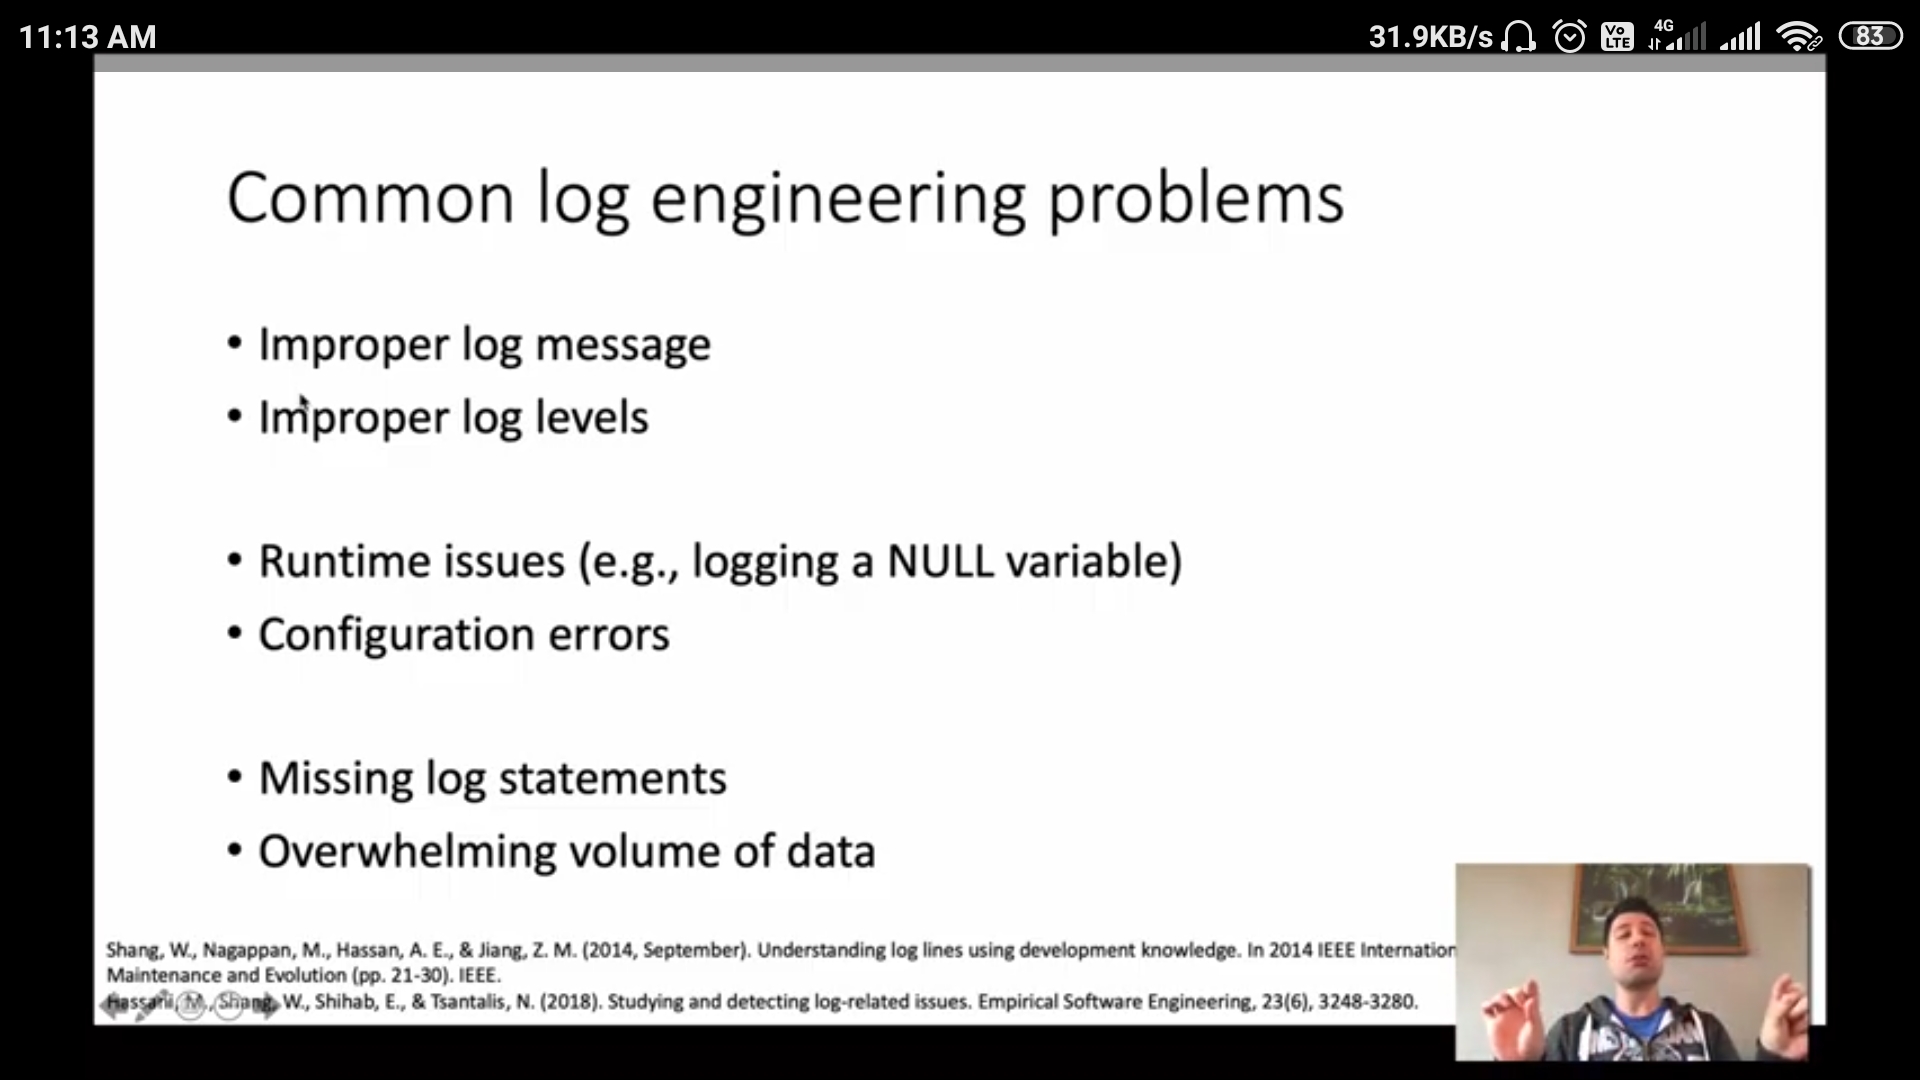 11:13 AM
31.9KB/s Vo LTE 4G 83
Common log engineering problems
• Improper log message
• Improper log levels
• Runtime issues (e.g., logging a NULL variable)
• Configuration errors
• Missing log statements
• Overwhelming volume of data
Shang, W., Nagappan, M., Hassan, A. E., & Jiang, Z. M. (2014, September). Understanding log lines using development knowledge. In 2014 IEEE Internation
Maintenance and Evolution (pp. 21-30). IEEE.
Hassani, M., Shang, W., Shihab, E., & Tsantalis, N. (2018). Studying and detecting log-related issues. Empirical Software Engineering, 23(6), 3248-3280.